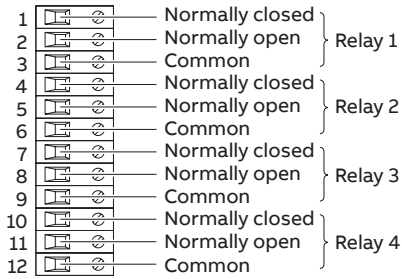 1 Normally closed
2 Normally open Relay 1
3 Common
4 Normally closed
5 Normally open Relay 2
6 Common
7 Normally closed
8 Normally open Relay 3
9 Common
10 Normally closed
11 Normally open Relay 4
12 Common